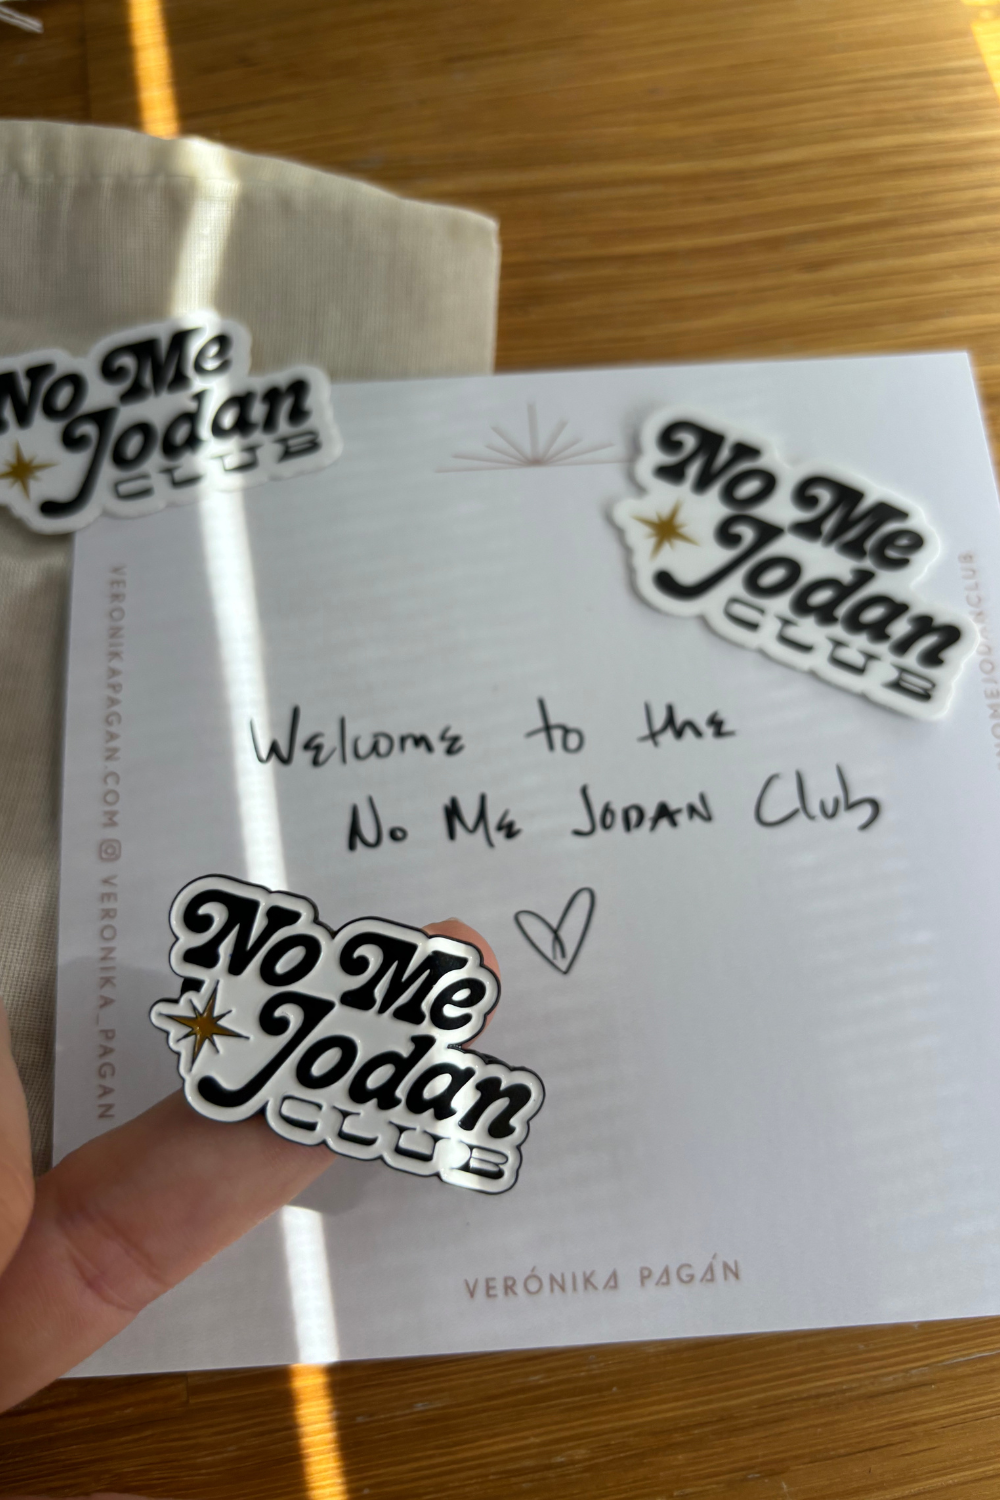 No Me
Jodan
CLUB
No Me
Jodan
CLUB
VERONIKAPAGAN.COM VERONIKA_PAGAN
NOMEJODANCLUB
Welcome to the
No Me JODAN Club
No Me
Jodan
CLUB
VERÓNIKA PAGÁN